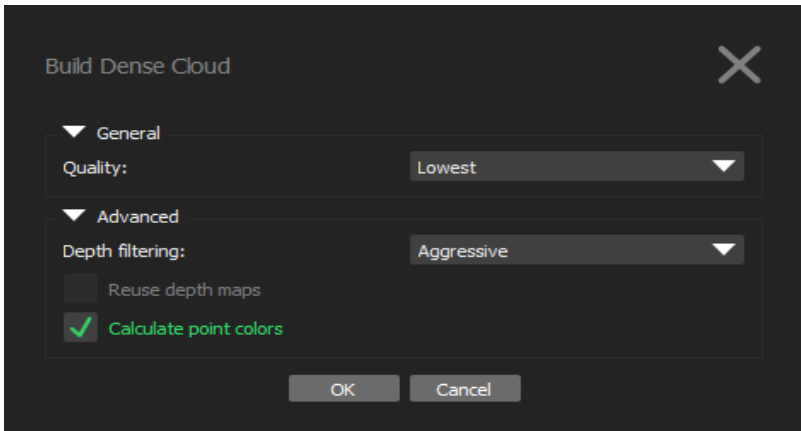 Build Dense Cloud
General
Quality: Lowest
Advanced
Depth filtering: Aggressive
Reuse depth maps
Calculate point colors
OK Cancel